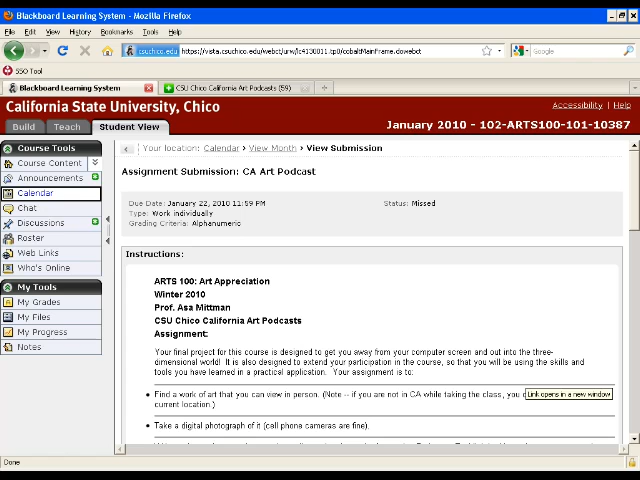 Blackboard Learning System - Mozilla Firefox
File Edit View History Bookmarks Tools Help
csuchico.edu https://vista.csuchico.edu/webct/urw/lc4130011.tp0/cobaltMainFrame.dowebct
Google
SSO Tool
Blackboard Learning System
CSU Chico California Art Podcasts (59)
California State University, Chico
Accessibility | Help
Build Teach Student View
January 2010 - 102-ARTS100-101-10387
Course Tools
Course Content
Announcements
Calendar
Chat
Discussions
Roster
Web Links
Who's Online
My Tools
My Grades
My Files
My Progress
Notes
Your location: Calendar › View Month › View Submission
Assignment Submission: CA Art Podcast
Due Date: January 22, 2010 11:59 PM
Status: Missed
Type: Work individually
Grading Criteria: Alphanumeric
Instructions:
ARTS 100: Art Appreciation
Winter 2010
Prof. Asa Mittman
CSU Chico California Art Podcasts
Assignment:
Your final project for this course is designed to get you away from your computer screen and out into the three-
dimensional world! It is also designed to extend your participation in the course, so that you will be using the skills and
tools you have learned in a practical application. Your assignment is to:
• Find a work of art that you can view in person. (Note -- if you are not in CA while taking the class, you
Link opens in a new window
current location.)
• Take a digital photograph of it (cell phone cameras are fine).
Done